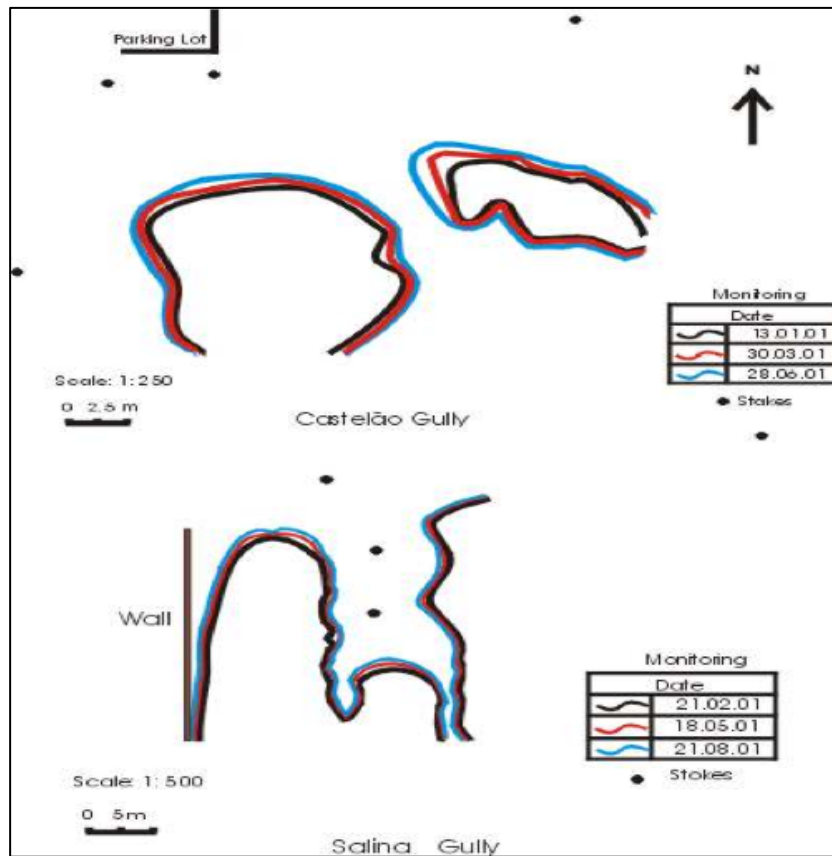 Parking Lot
N
Monitoring
Date
13.01.01
30.03.01
28.06.01
Stakes
Scale: 1:250
0 2.5 m
Castelão Gully
Wall
Monitoring
Date
21.02.01
18.05.01
21.08.01
Stokes
Scale: 1:500
0 5m
Salina Gully